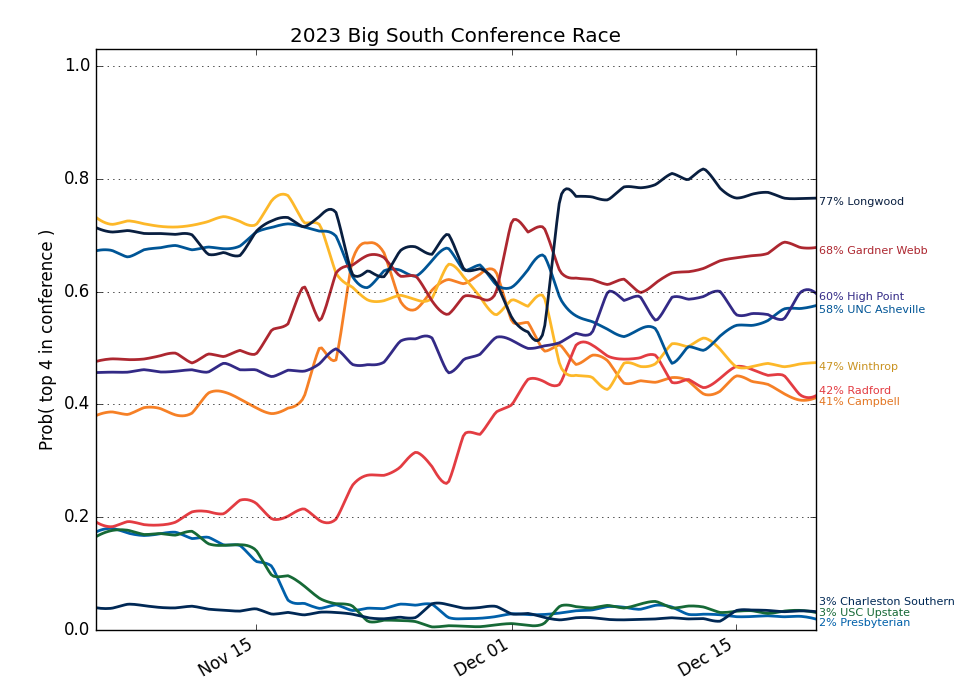 2023 Big South Conference Race
Prob( top 4 in conference )
1.0
0.8
0.6
0.4
0.2
0.0
Nov 15
Dec 01
Dec 15
77% Longwood
68% Gardner Webb
60% High Point
58% UNC Asheville
47% Winthrop
42% Radford
41% Campbell
3% Charleston Southern
3% USC Upstate
2% Presbyterian